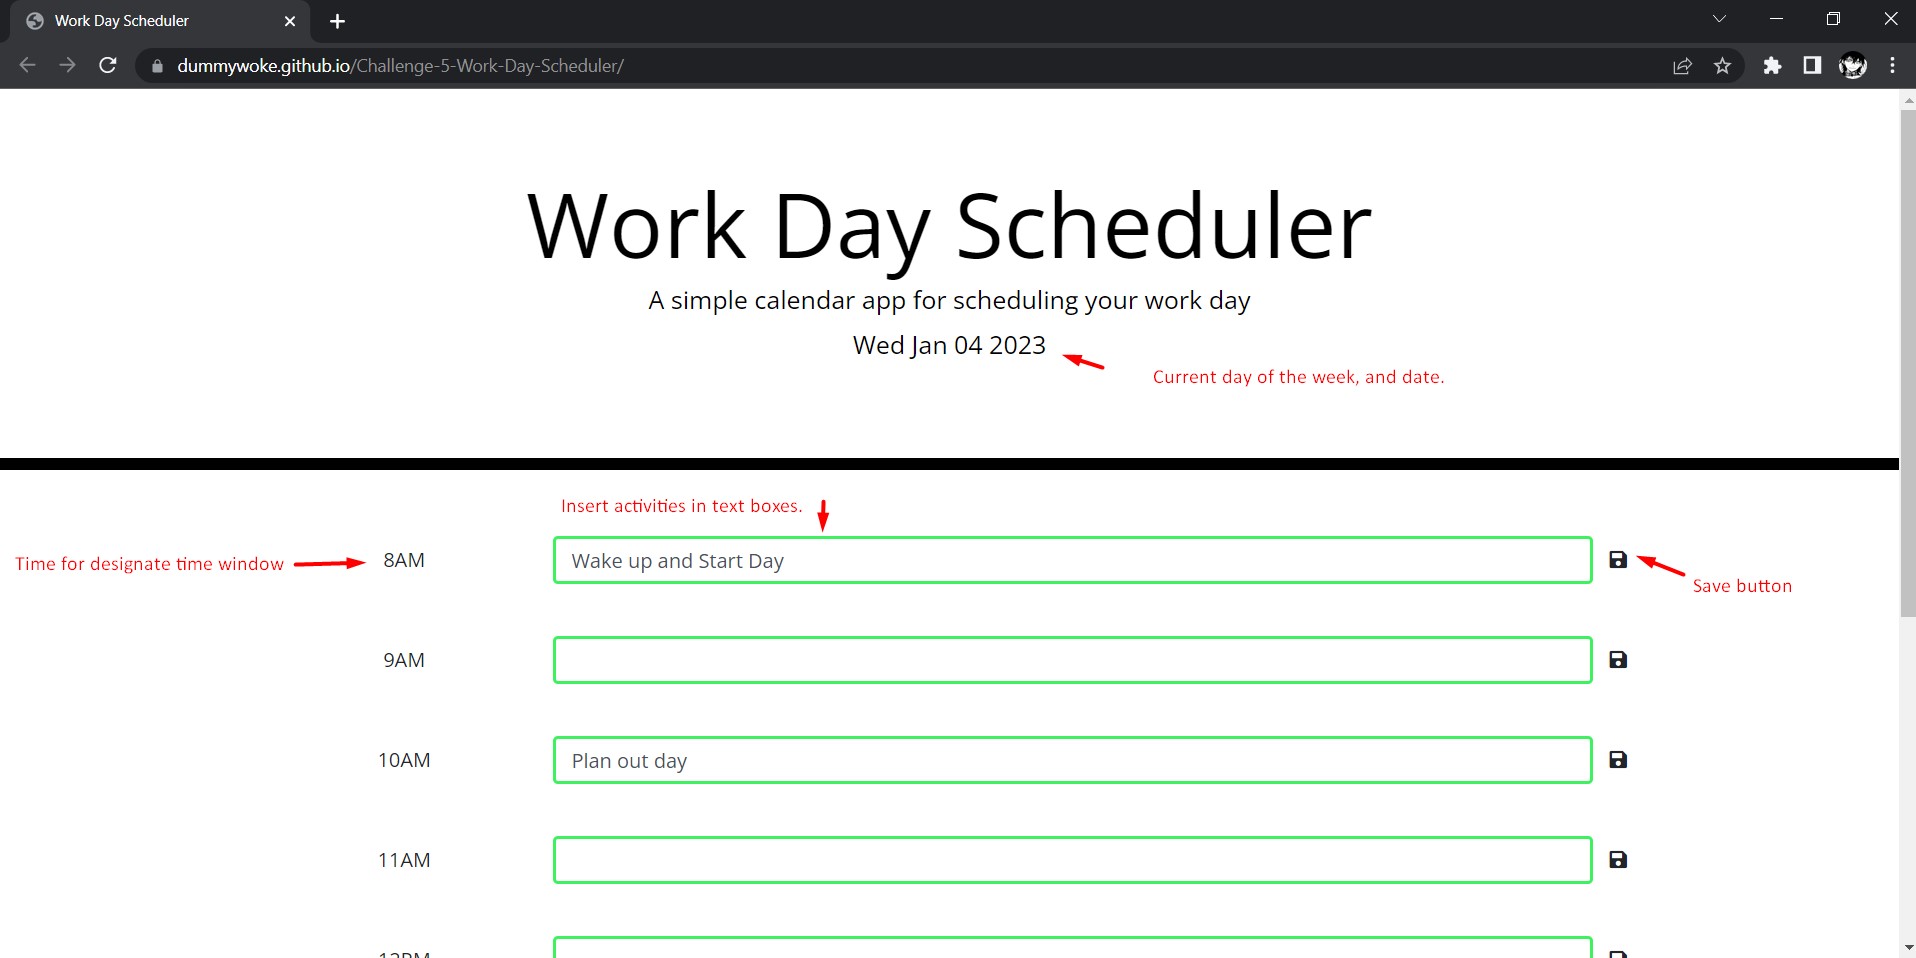 Work Day Scheduler
dummywoke.github.io/Challenge-5-Work-Day-Scheduler/
Work Day Scheduler
A simple calendar app for scheduling your work day
Wed Jan 04 2023
Current day of the week, and date.
Insert activities in text boxes.
Time for designate time window 8AM Wake up and Start Day
Save button
9AM
10AM Plan out day
11AM
12PM